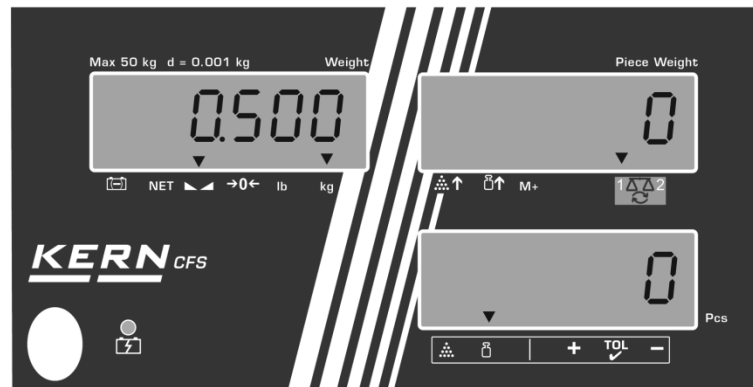 Max 50 kg d = 0.001 kg Weight
Piece Weight
0.500
0
NET →0← lb kg
M+ 1 2
KERN CFS
0
Pcs
+ TOL −